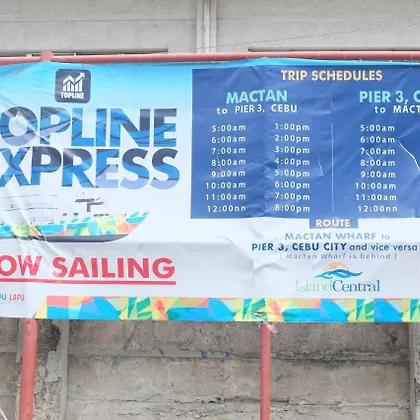 TOPLINE
OPLINE
XPRESS
OW SAILING
PU-LAPU
TRIP SCHEDULES
MACTAN
to PIER 3, CEBU
5:00am 1:00pm
6:00am 2:00pm
7:00am 3:00pm
8:00am 4:00pm
9:00am 5:00pm
10:00am 6:00pm
11:00am 7:00pm
12:00nn 8:00pm
PIER 3, C
to MACT
5:00am
6:00am
7:00am
8:00am
9:00am
10:00am
11:00am
12:00nn
ROUTE
MACTAN WHARF to
PIER 3, CEBU CITY and vice versa
[ Mactan Wharf is behind ]
IslandCentral